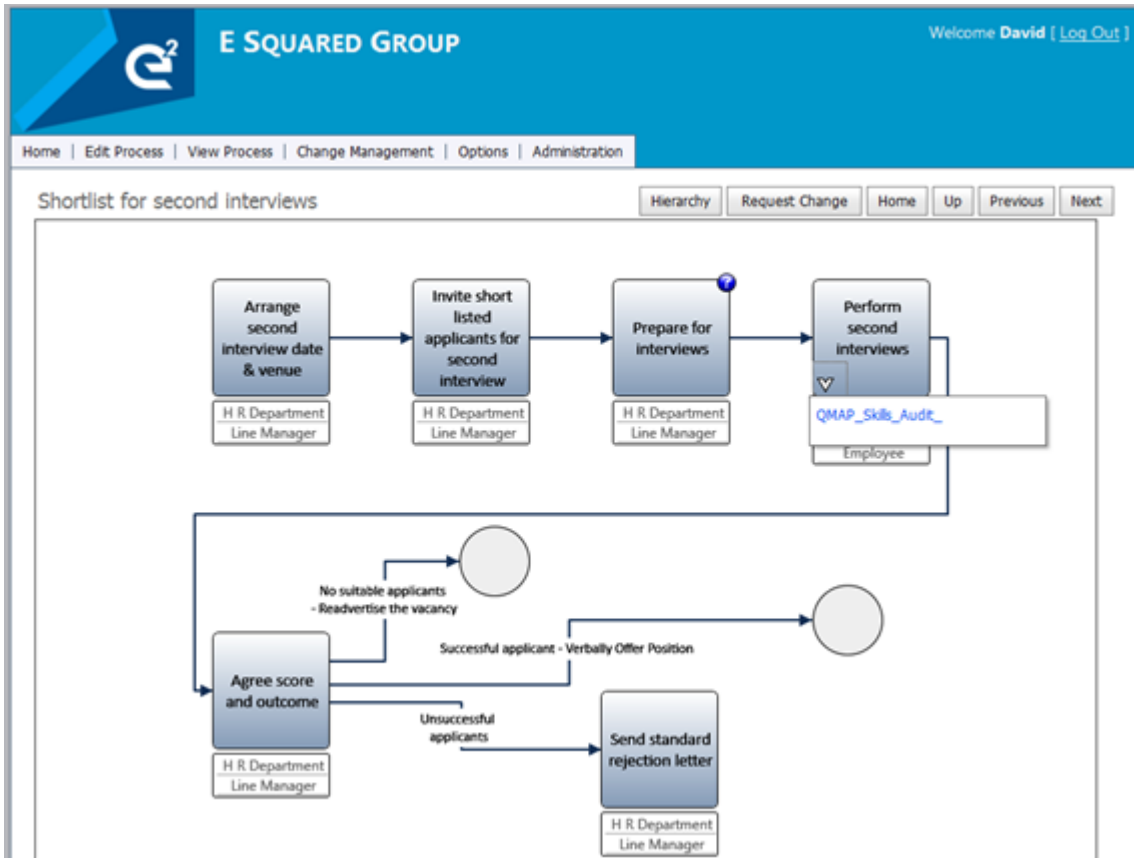 e2
E SQUARED GROUP
Welcome David [ Log Out ]
Home | Edit Process | View Process | Change Management | Options | Administration
Shortlist for second interviews
Hierarchy
Request Change
Home
Up
Previous
Next
Arrange
second
interview date
& venue
H R Department
Line Manager
Invite short
listed
applicants for
second
interview
H R Department
Line Manager
?
Prepare for
interviews
H R Department
Line Manager
Perform
second
interviews
QMAP_Skills_Audit_
Employee
No suitable applicants
- Readvertise the vacancy
Successful applicant - Verbally Offer Position
Agree score
and outcome
H R Department
Line Manager
Unsuccessful
applicants
Send standard
rejection letter
H R Department
Line Manager